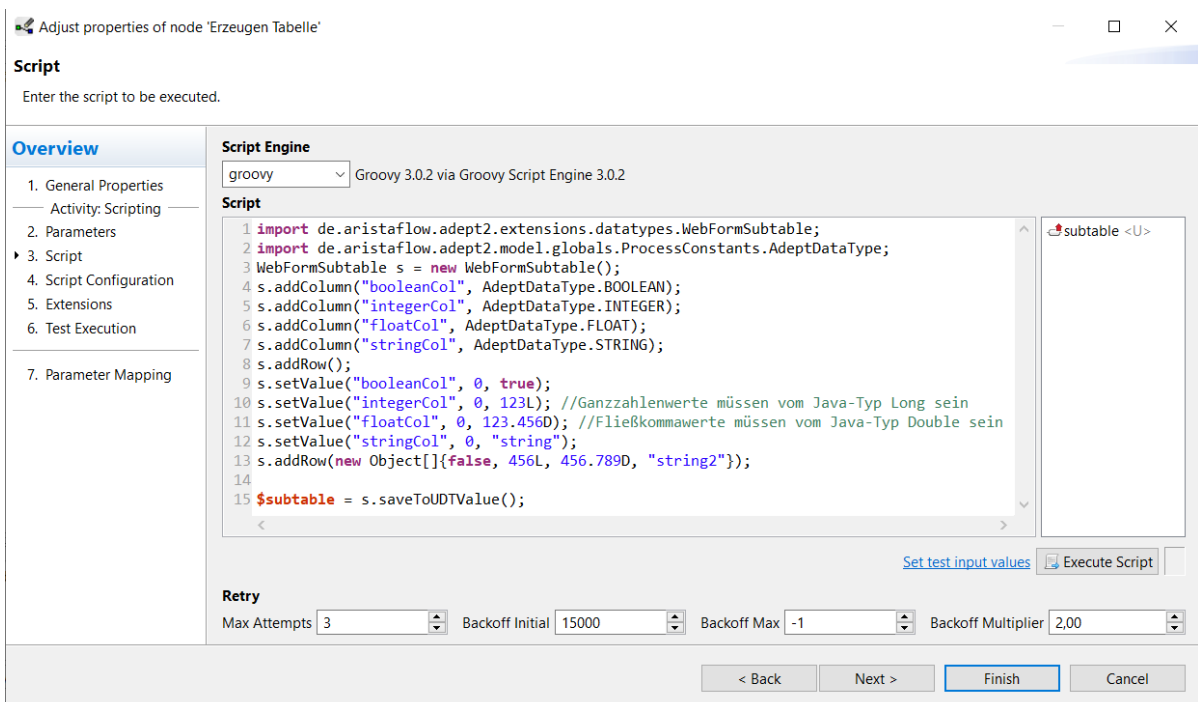 Adjust properties of node 'Erzeugen Tabelle'
Script
Enter the script to be executed.
Overview
1. General Properties
Activity: Scripting
2. Parameters
3. Script
4. Script Configuration
5. Extensions
6. Test Execution
7. Parameter Mapping
Script Engine
groovy Groovy 3.0.2 via Groovy Script Engine 3.0.2
Script
1 import de.aristaflow.adept2.extensions.datatypes.WebFormSubtable;
2 import de.aristaflow.adept2.model.globals.ProcessConstants.AdeptDataType;
3 WebFormSubtable s = new WebFormSubtable();
4 s.addColumn("booleanCol", AdeptDataType.BOOLEAN);
5 s.addColumn("integerCol", AdeptDataType.INTEGER);
6 s.addColumn("floatCol", AdeptDataType.FLOAT);
7 s.addColumn("stringCol", AdeptDataType.STRING);
8 s.addRow();
9 s.setValue("booleanCol", 0, true);
10 s.setValue("integerCol", 0, 123L); //Ganzzahlenwerte müssen vom Java-Typ Long sein
11 s.setValue("floatCol", 0, 123.456D); //Fließkommawerte müssen vom Java-Typ Double sein
12 s.setValue("stringCol", 0, "string");
13 s.addRow(new Object[]{false, 456L, 456.789D, "string2"});
14
15 $subtable = s.saveToUDTValue();
subtable <U>
Set test input values Execute Script
Retry
Max Attempts 3 Backoff Initial 15000 Backoff Max -1 Backoff Multiplier 2,00
< Back Next > Finish Cancel